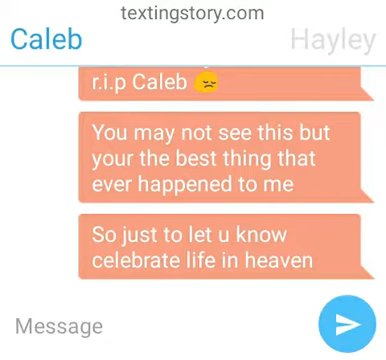 textingstory.com
Caleb Hayley
r.i.p Caleb 😔
You may not see this but
your the best thing that
ever happened to me
So just to let u know
celebrate life in heaven
Message